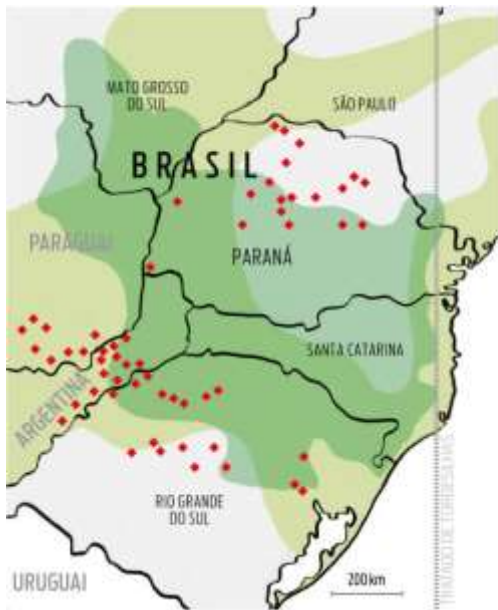 MATO GROSSO
DO SUL
SÃO PAULO
BRASIL
PARAGUAI
PARANÁ
SANTA CATARINA
ARGENTINA
RIO GRANDE
DO SUL
200 km
URUGUAI
TRATADO DE TORDESILHAS